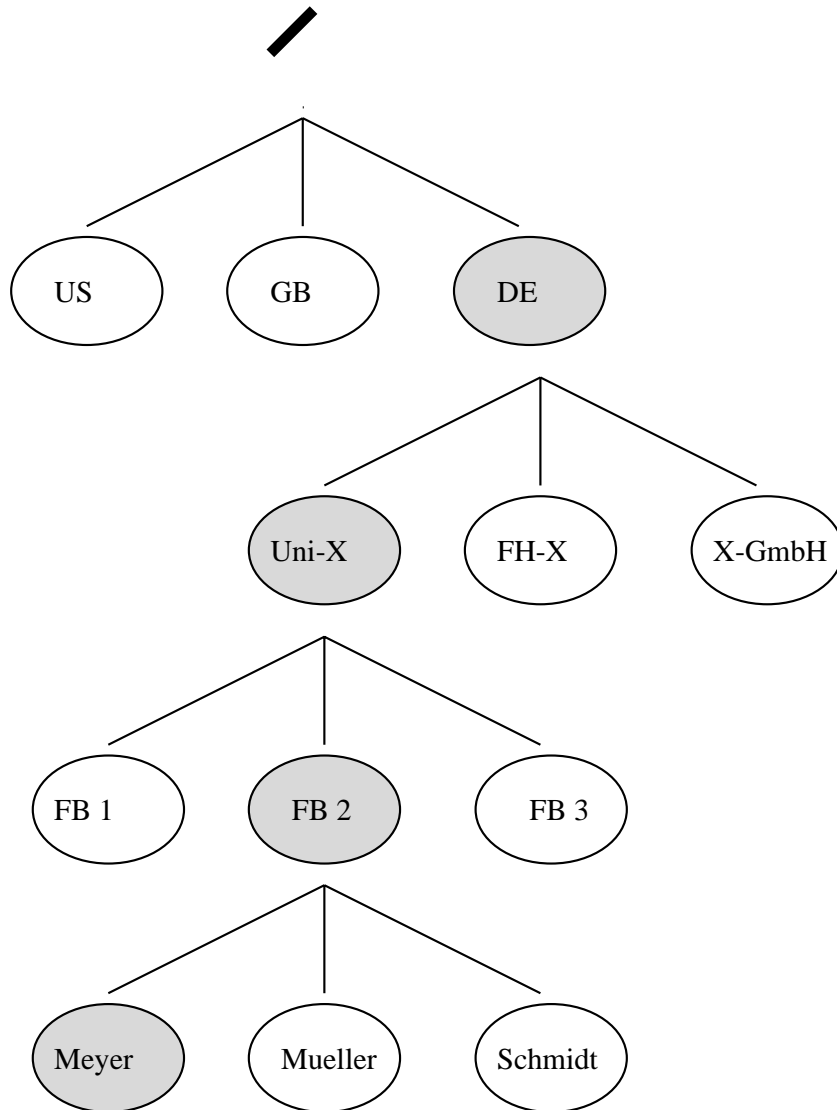 US GB DE
Uni-X FH-X X-GmbH
FB 1 FB 2 FB 3
Meyer Mueller Schmidt